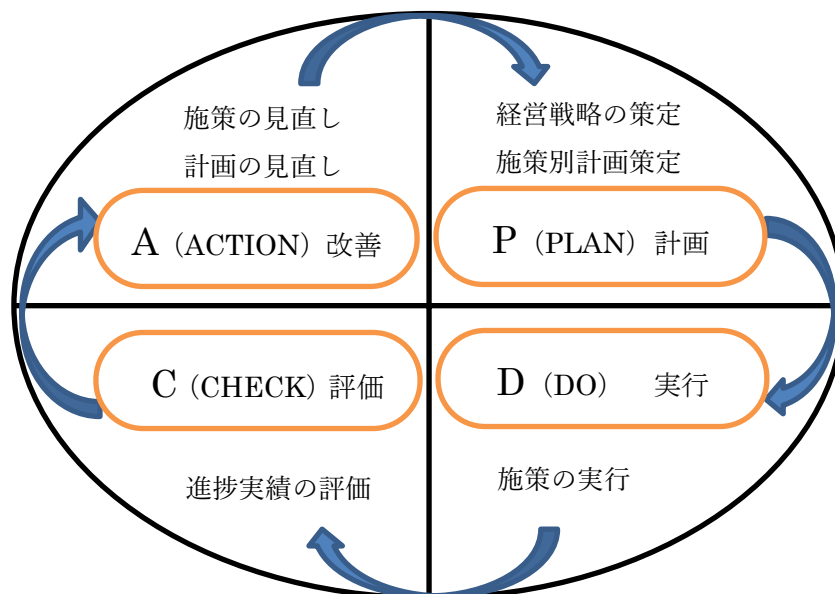 施策の見直し
計画の見直し
A（ACTION）改善
経営戦略の策定
施策別計画策定
P（PLAN）計画
C（CHECK）評価
進捗実績の評価
D（DO）　実行
施策の実行